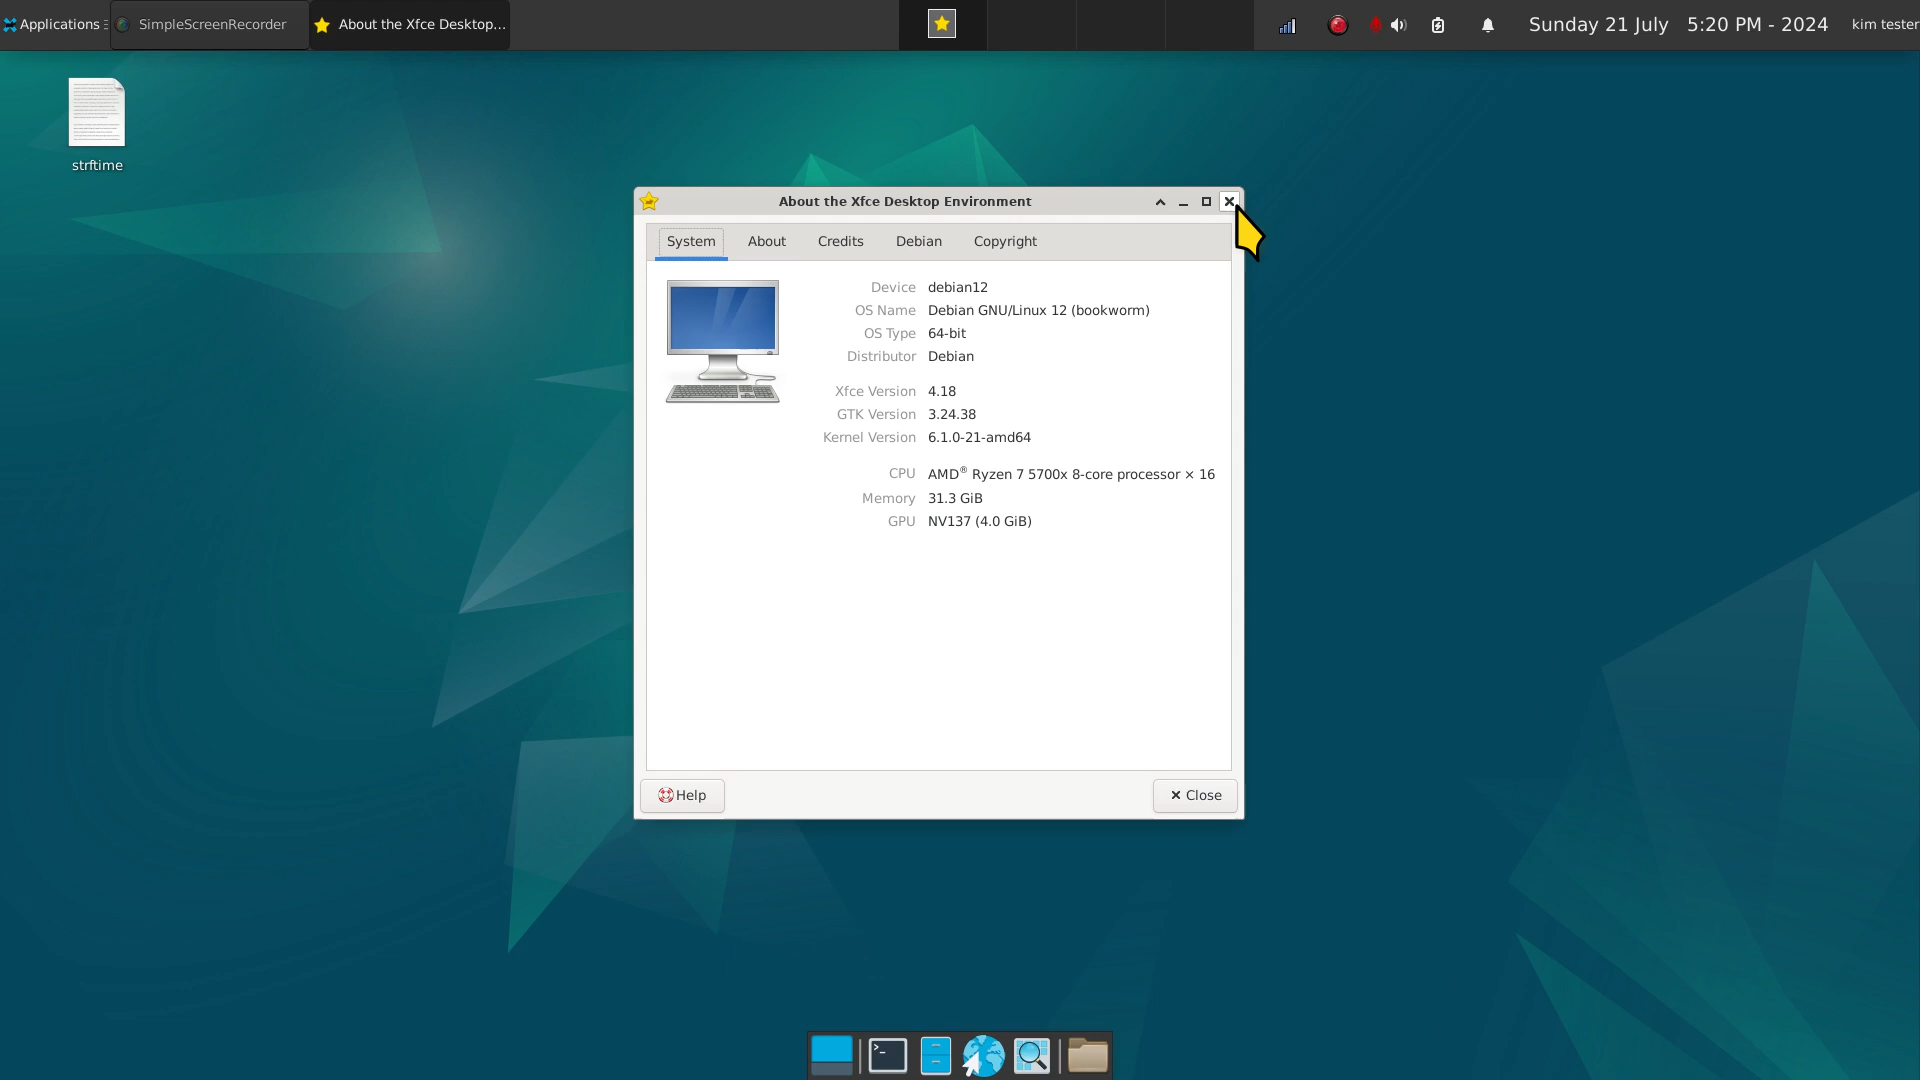 Applications
SimpleScreenRecorder
About the Xfce Desktop...
Sunday 21 July 5:20 PM - 2024
kim tester
strftime
About the Xfce Desktop Environment
System About Credits Debian Copyright
Device debian12
OS Name Debian GNU/Linux 12 (bookworm)
OS Type 64-bit
Distributor Debian
Xfce Version 4.18
GTK Version 3.24.38
Kernel Version 6.1.0-21-amd64
CPU AMD® Ryzen 7 5700x 8-core processor × 16
Memory 31.3 GiB
GPU NV137 (4.0 GiB)
Help
Close